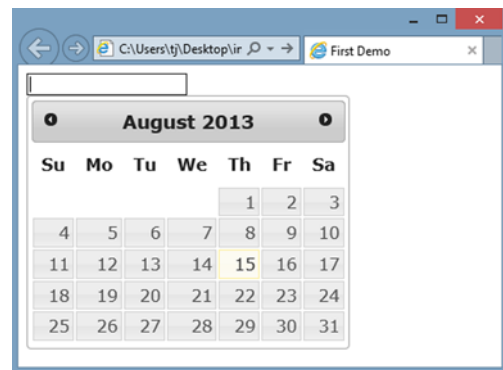 C:\Users\tj\Desktop\ir
First Demo
August 2013
Su Mo Tu We Th Fr Sa
1 2 3
4 5 6 7 8 9 10
11 12 13 14 15 16 17
18 19 20 21 22 23 24
25 26 27 28 29 30 31